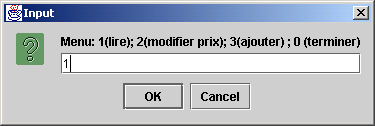 Input
Menu: 1(lire); 2(modifier prix); 3(ajouter) ; 0 (terminer)
1
OK Cancel